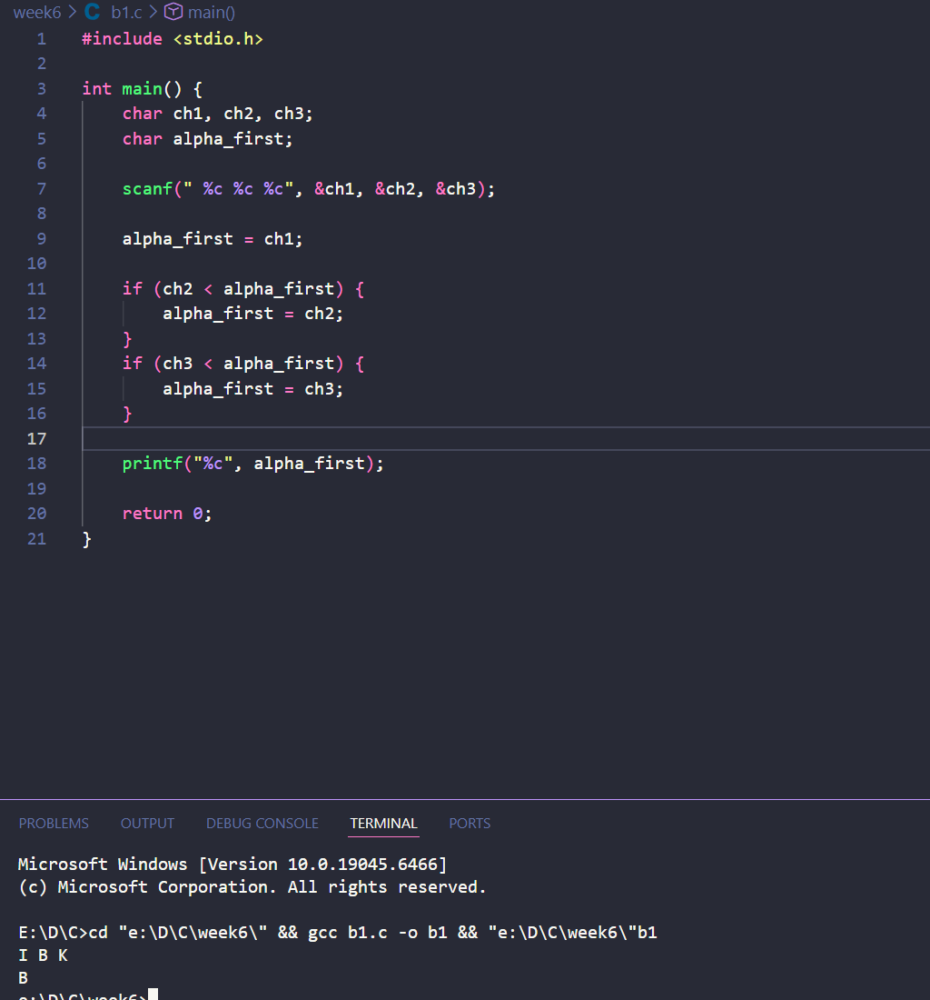 week6 > C b1.c > main()
1 #include <stdio.h>
2
3 int main() {
4     char ch1, ch2, ch3;
5     char alpha_first;
6
7     scanf(" %c %c %c", &ch1, &ch2, &ch3);
8
9     alpha_first = ch1;
10
11     if (ch2 < alpha_first) {
12         alpha_first = ch2;
13     }
14     if (ch3 < alpha_first) {
15         alpha_first = ch3;
16     }
17
18     printf("%c", alpha_first);
19
20     return 0;
21 }
PROBLEMS OUTPUT DEBUG CONSOLE TERMINAL PORTS
Microsoft Windows [Version 10.0.19045.6466]
(c) Microsoft Corporation. All rights reserved.
E:\D\C>cd "e:\D\C\week6\" && gcc b1.c -o b1 && "e:\D\C\week6\"b1
I B K
B
e:\D\C\week6>